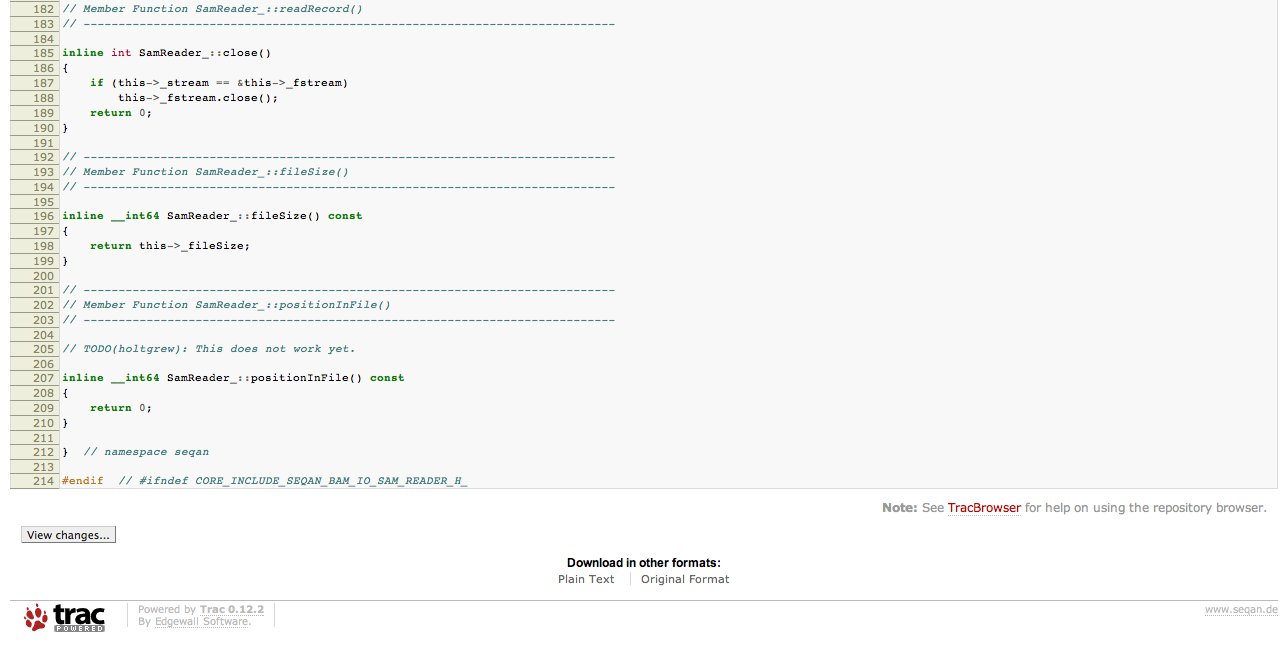 182 // Member Function SamReader_::readRecord()
183 // ----------------------------------------------------------------------------
184
185 inline int SamReader_::close()
186 {
187     if (this->_stream == &this->_fstream)
188         this->_fstream.close();
189     return 0;
190 }
191
192 // ----------------------------------------------------------------------------
193 // Member Function SamReader_::fileSize()
194 // ----------------------------------------------------------------------------
195
196 inline __int64 SamReader_::fileSize() const
197 {
198     return this->_fileSize;
199 }
200
201 // ----------------------------------------------------------------------------
202 // Member Function SamReader_::positionInFile()
203 // ----------------------------------------------------------------------------
204
205 // TODO(holtgrew): This does not work yet.
206
207 inline __int64 SamReader_::positionInFile() const
208 {
209     return 0;
210 }
211
212 }  // namespace seqan
213
214 #endif  // #ifndef CORE_INCLUDE_SEQAN_BAM_IO_SAM_READER_H_
Note: See TracBrowser for help on using the repository browser.
View changes...
Download in other formats:
Plain Text Original Format
trac POWERED
Powered by Trac 0.12.2
By Edgewall Software.
www.seqan.de